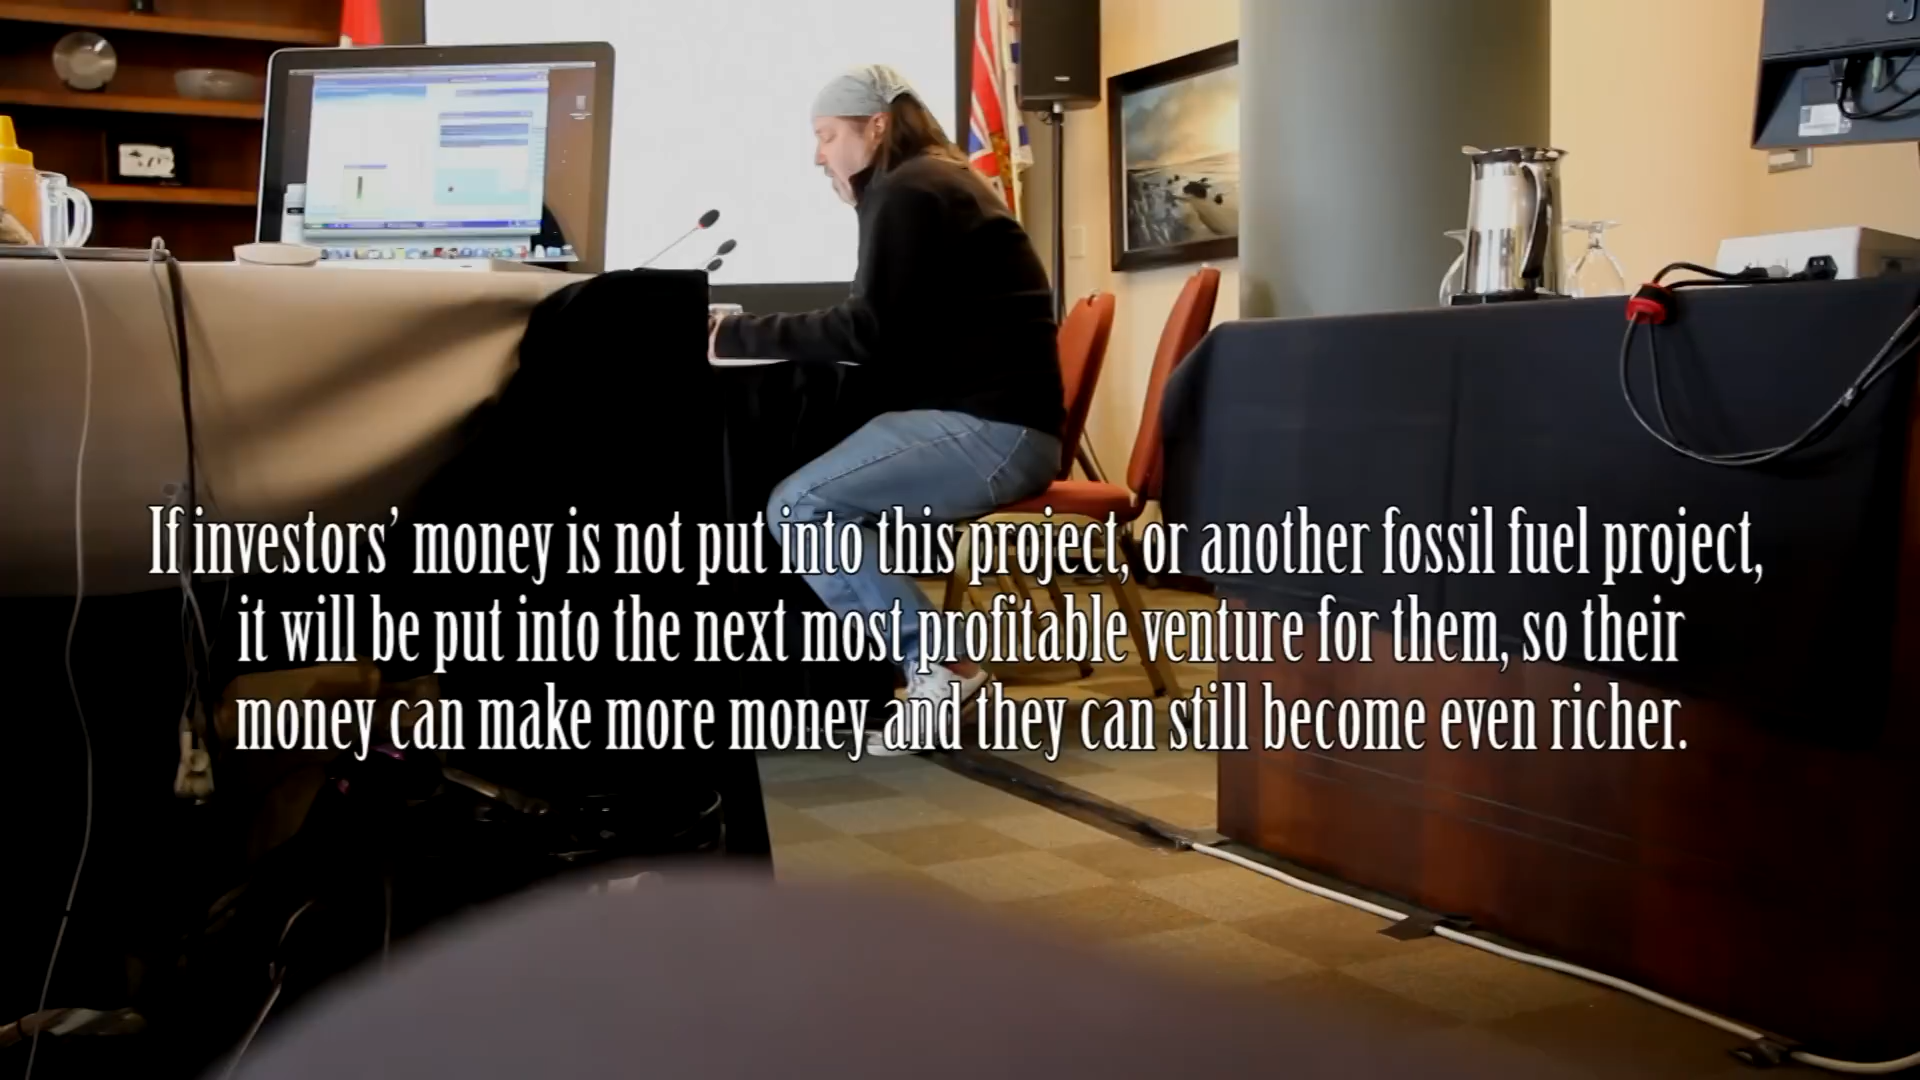 If investors’ money is not put into this project, or another fossil fuel project,
it will be put into the next most profitable venture for them, so their
money can make more money and they can still become even richer.